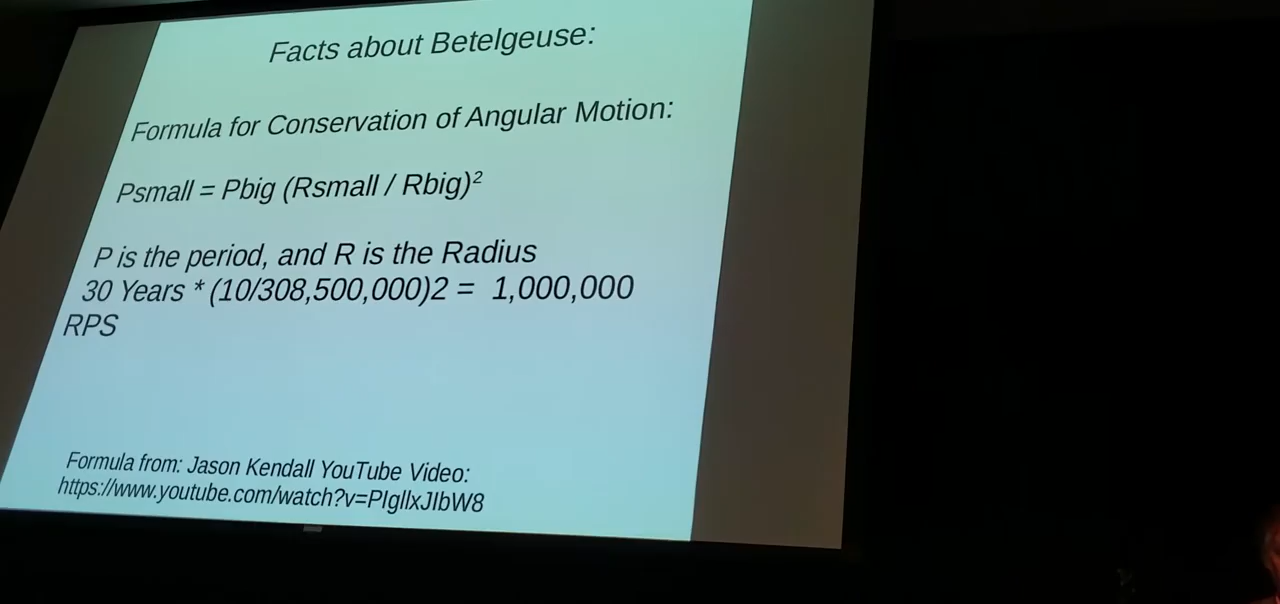 Facts about Betelgeuse:
Formula for Conservation of Angular Motion:
Psmall = Pbig (Rsmall / Rbig)²
P is the period, and R is the Radius
30 Years * (10/308,500,000)2 = 1,000,000
RPS
Formula from: Jason Kendall YouTube Video:
https://www.youtube.com/watch?v=PIgllxJIbW8